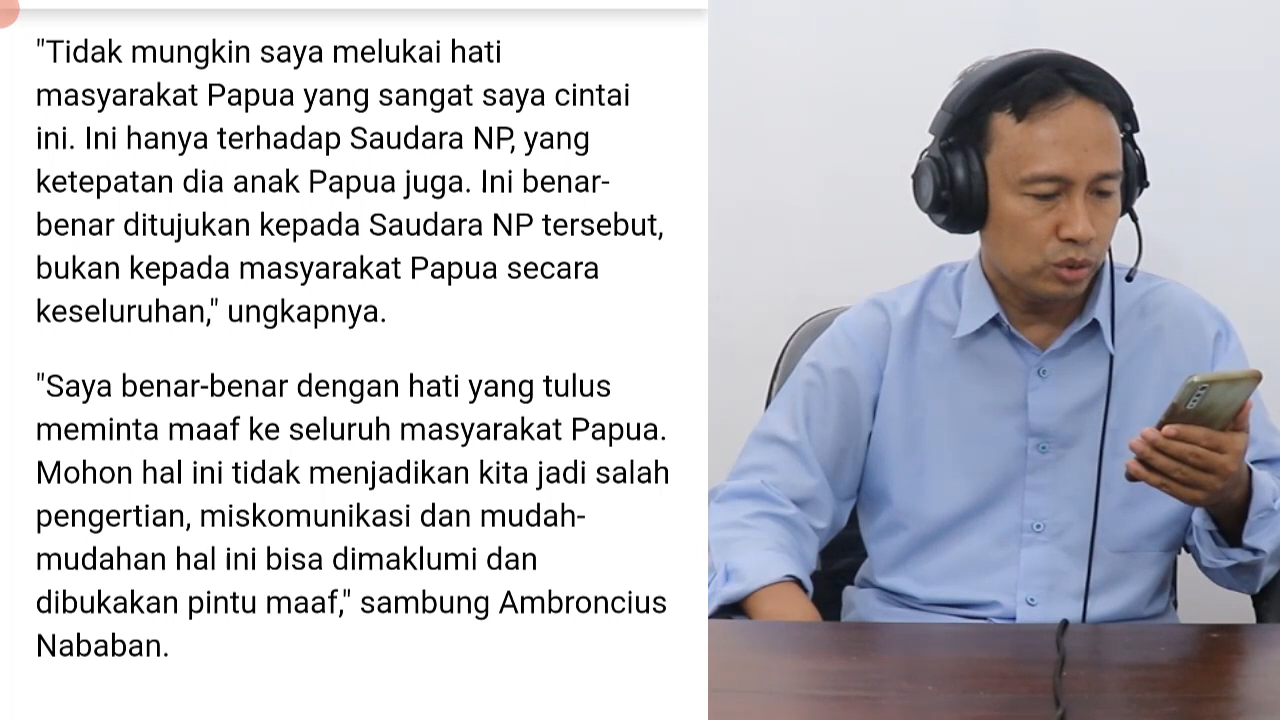 "Tidak mungkin saya melukai hati
masyarakat Papua yang sangat saya cintai
ini. Ini hanya terhadap Saudara NP, yang
ketepatan dia anak Papua juga. Ini benar-
benar ditujukan kepada Saudara NP tersebut,
bukan kepada masyarakat Papua secara
keseluruhan," ungkapnya.
"Saya benar-benar dengan hati yang tulus
meminta maaf ke seluruh masyarakat Papua.
Mohon hal ini tidak menjadikan kita jadi salah
pengertian, miskomunikasi dan mudah-
mudahan hal ini bisa dimaklumi dan
dibukakan pintu maaf," sambung Ambroncius
Nababan.